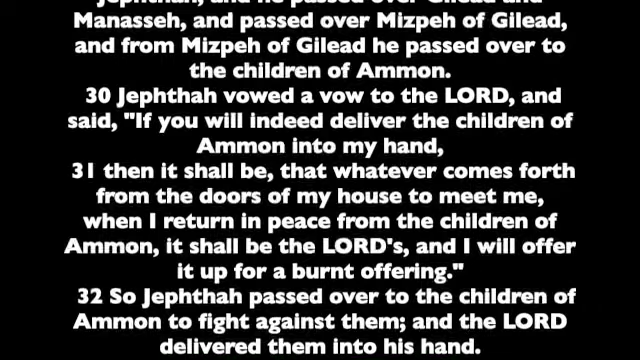 Jephthah, and he passed over Gilead and
Manasseh, and passed over Mizpeh of Gilead,
and from Mizpeh of Gilead he passed over to
the children of Ammon.
30 Jephthah vowed a vow to the LORD, and
said, "If you will indeed deliver the children of
Ammon into my hand,
31 then it shall be, that whatever comes forth
from the doors of my house to meet me,
when I return in peace from the children of
Ammon, it shall be the LORD's, and I will offer
it up for a burnt offering."
32 So Jephthah passed over to the children of
Ammon to fight against them; and the LORD
delivered them into his hand.